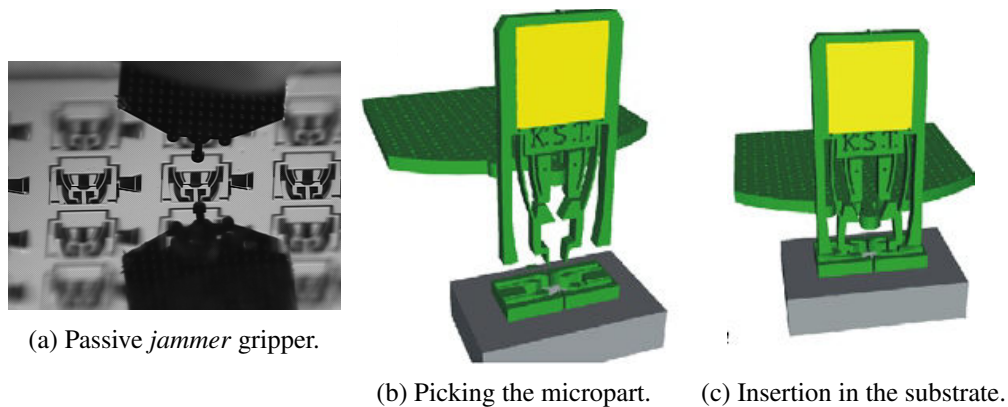 K.S.T.
K.S.T.
(a) Passive jammer gripper.
(b) Picking the micropart.
(c) Insertion in the substrate.